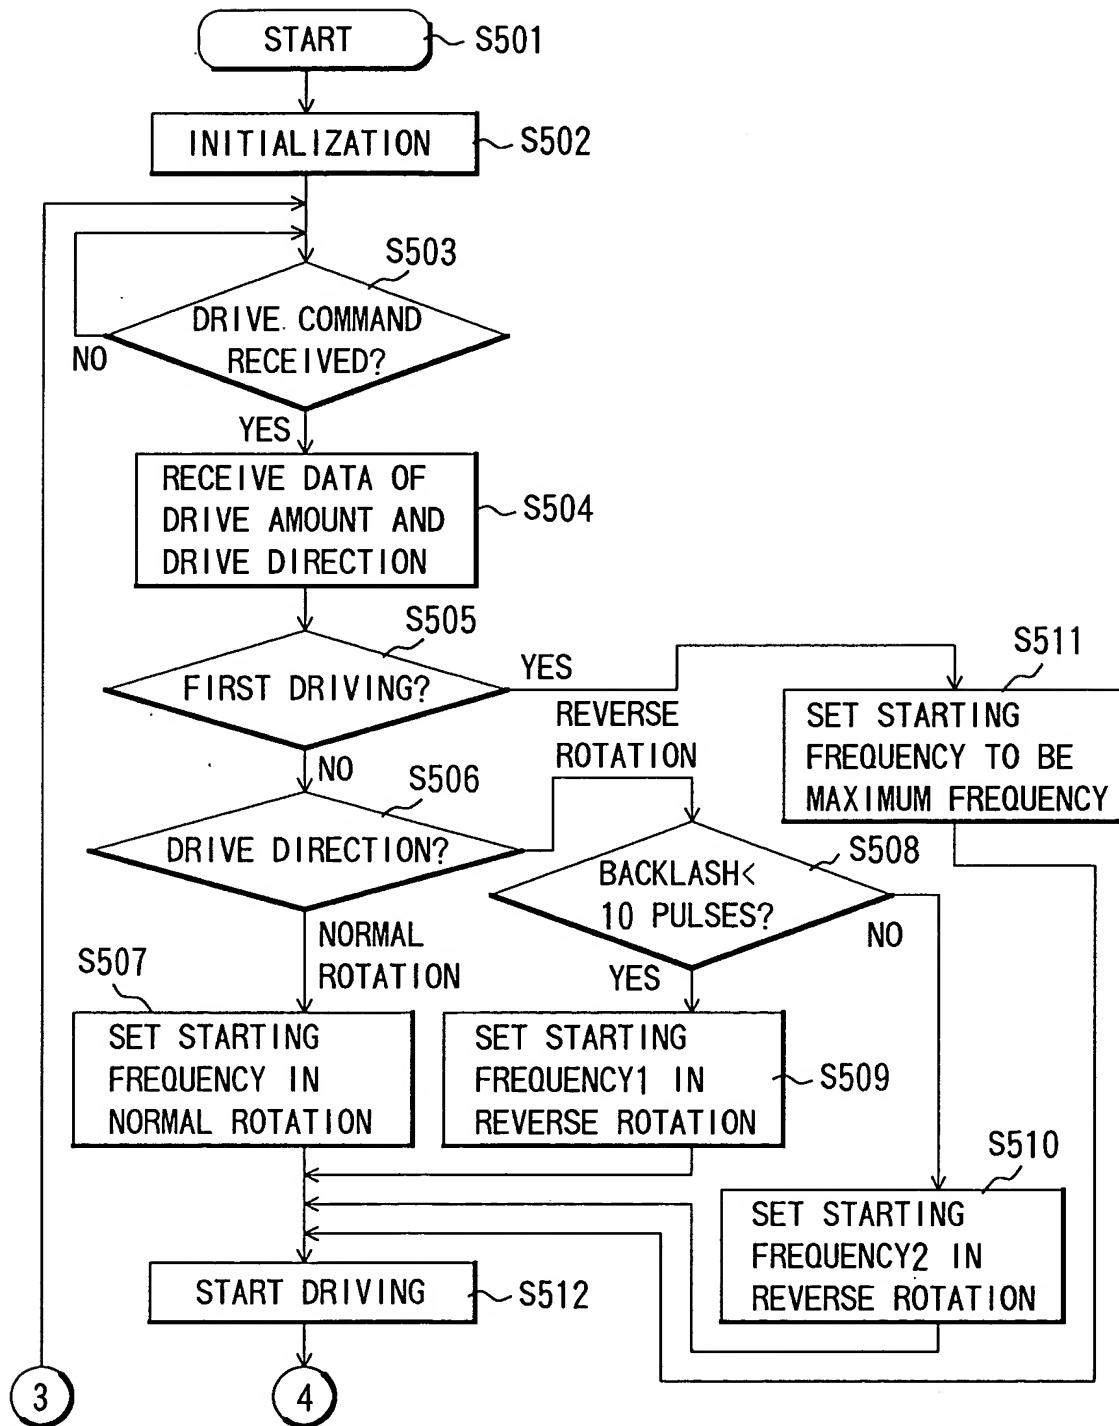 START
S501
INITIALIZATION
S502
S503
DRIVE COMMAND
RECEIVED?
NO
YES
RECEIVE DATA OF
DRIVE AMOUNT AND
DRIVE DIRECTION
S504
S505
FIRST DRIVING?
YES
NO
S511
SET STARTING
FREQUENCY TO BE
MAXIMUM FREQUENCY
REVERSE
ROTATION
S506
DRIVE DIRECTION?
S508
BACKLASH<
10 PULSES?
NO
YES
NORMAL
ROTATION
S507
SET STARTING
FREQUENCY IN
NORMAL ROTATION
SET STARTING
FREQUENCY1 IN
REVERSE ROTATION
S509
S510
SET STARTING
FREQUENCY2 IN
REVERSE ROTATION
START DRIVING
S512
3
4